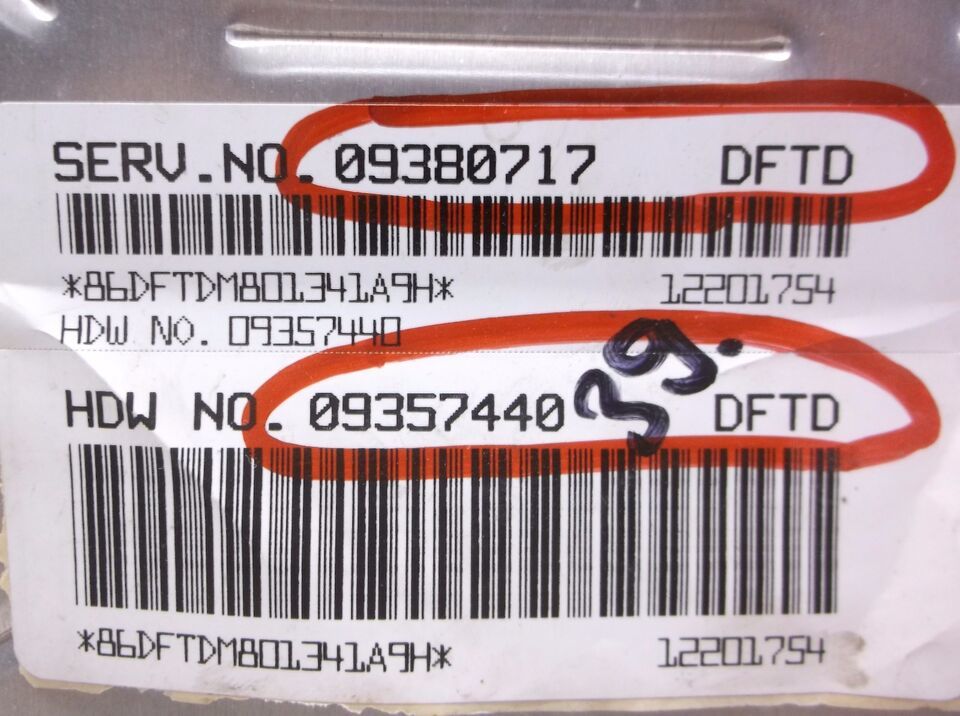 SERV.NO. 09380717 DFTD
*86DFTDM801341A9H* 12201754
HDW NO. 09357440
HDW NO. 09357440 39. DFTD
*86DFTDM801341A9H* 12201754